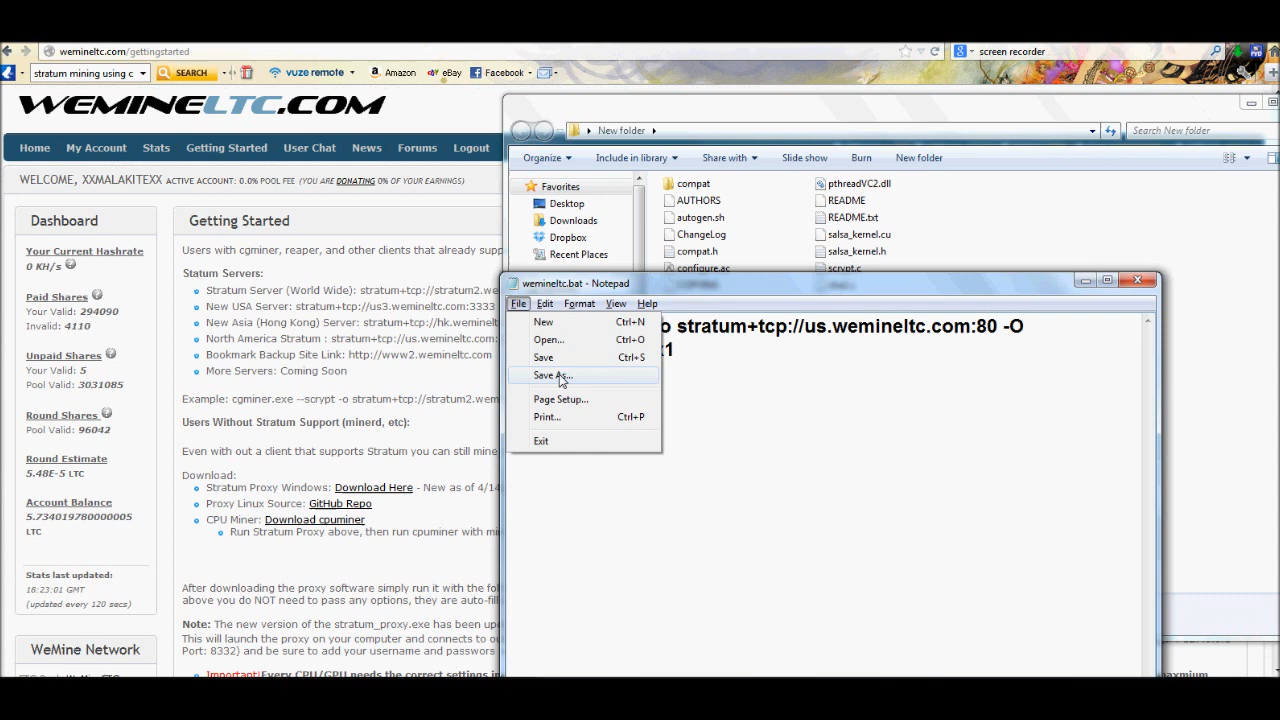 wemineltc.com/gettingstarted
screen recorder
stratum mining using c
SEARCH
vuze remote
Amazon
eBay
Facebook
WEMINELTC.COM
Home
My Account
Stats
Getting Started
User Chat
News
Forums
Logout
WELCOME, XXMALAKITEXX ACTIVE ACCOUNT: 0.0% POOL FEE (YOU ARE DONATING 0% OF YOUR EARNINGS)
Dashboard
Your Current Hashrate
0 KH/s
Paid Shares
Your Valid: 294090
Invalid: 4110
Unpaid Shares
Your Valid: 5
Pool Valid: 3031085
Round Shares
Pool Valid: 96042
Round Estimate
5.48E-5 LTC
Account Balance
5.734019780000005
LTC
Stats last updated:
18:23:01 GMT
(updated every 120 secs)
WeMine Network
Getting Started
Users with cgminer, reaper, and other clients that already supp
Statum Servers:
Stratum Server (World Wide): stratum+tcp://stratum2.wem
New USA Server: stratum+tcp://us3.wemineltc.com:3333
New Asia (Hong Kong) Server: stratum+tcp://hk.wemineltc
North America Stratum : stratum+tcp://us.wemineltc.com:
Bookmark Backup Site Link: http://www2.wemineltc.com
More Servers: Coming Soon
Example: cgminer.exe --scrypt -o stratum+tcp://stratum2.wem
Users Without Stratum Support (minerd, etc):
Even with out a client that supports Stratum you can still mine
Download:
Stratum Proxy Windows: Download Here - New as of 4/14
Proxy Linux Source: GitHub Repo
CPU Miner: Download cpuminer
Run Stratum Proxy above, then run cpuminer with mi
After downloading the proxy software simply run it with the foll
above you do NOT need to pass any options, they are auto-fill
Note: The new version of the stratum_proxy.exe has been upd
This will launch the proxy on your computer and connects to ou
Port: 8332) and be sure to add your username and passwords
Important!Every CPU/GPU needs the correct settings in
New folder
Search New folder
Organize
Include in library
Share with
Slide show
Burn
New folder
Favorites
Desktop
Downloads
Dropbox
Recent Places
compat
AUTHORS
autogen.sh
ChangeLog
compat.h
configure.ac
pthreadVC2.dll
README
README.txt
salsa_kernel.cu
salsa_kernel.h
scrypt.c
wemineltc.bat - Notepad
File
Edit
Format
View
Help
New Ctrl+N
Open... Ctrl+O
Save Ctrl+S
Save As...
Page Setup...
Print... Ctrl+P
Exit
stratum+tcp://us.wemineltc.com:80 -O